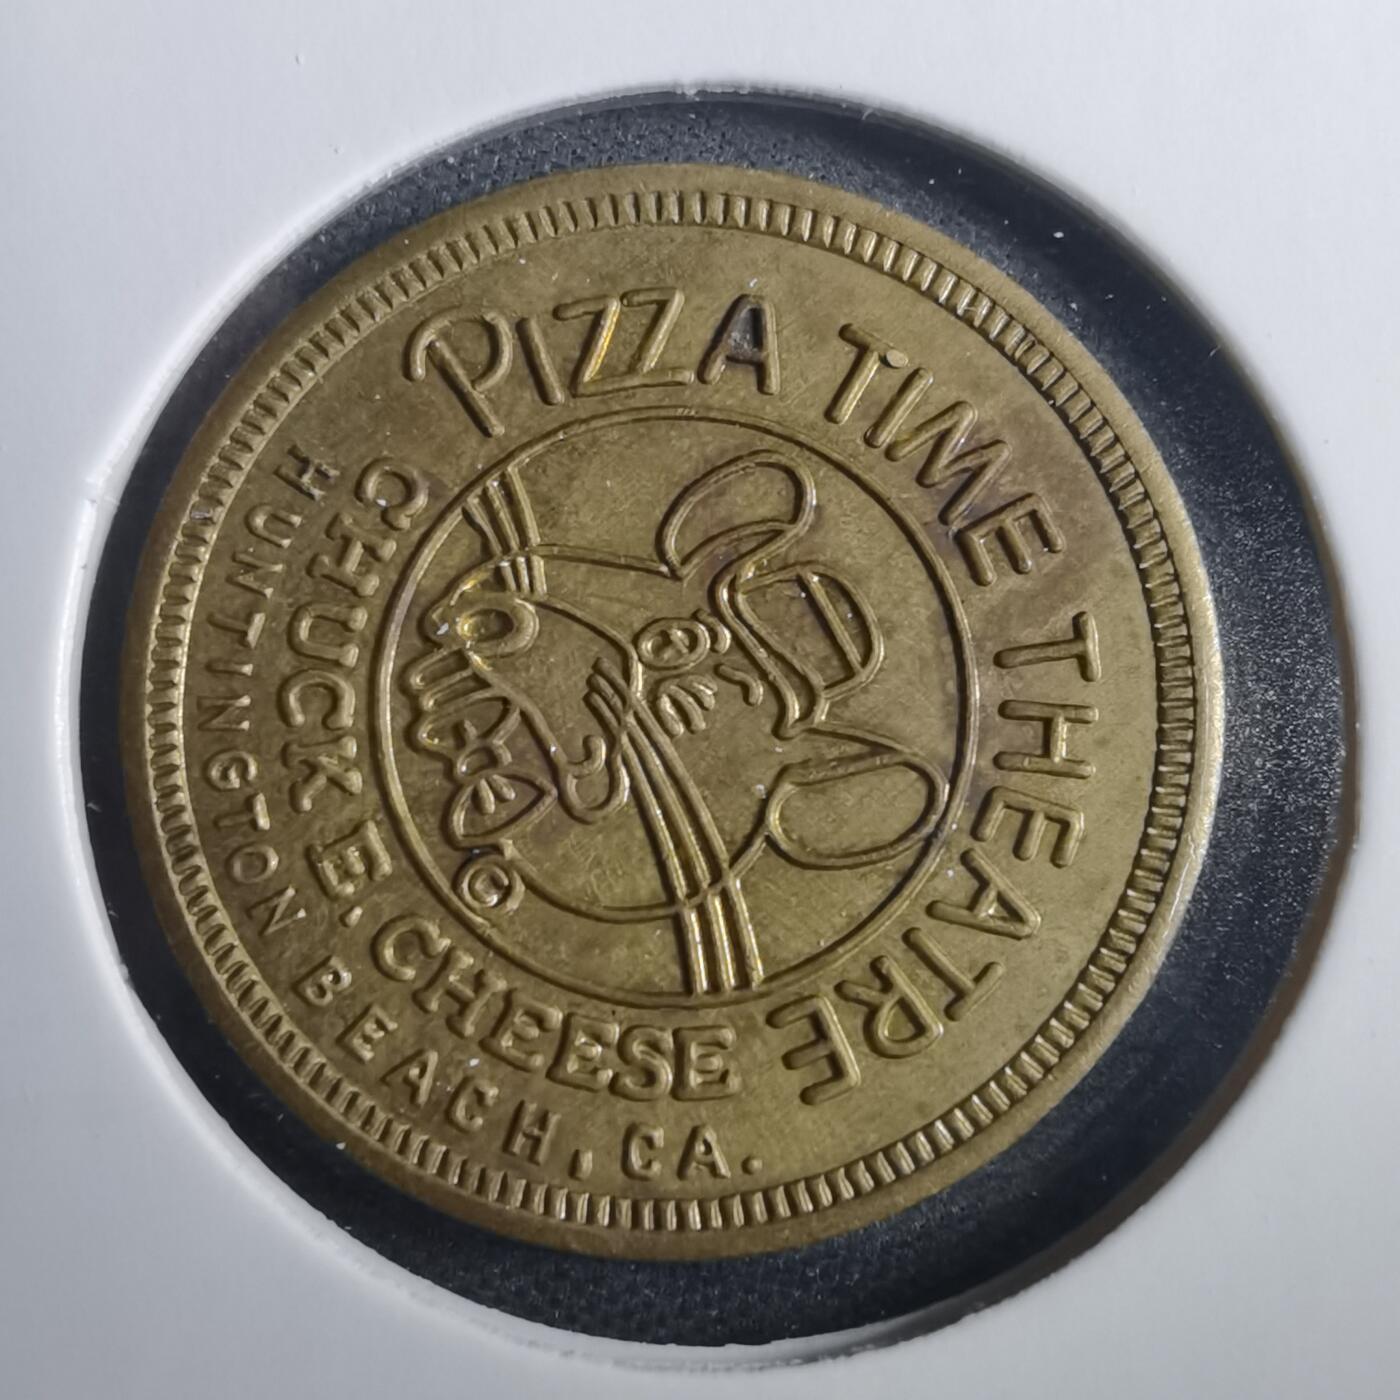 PIZZA TIME THEATRE
CHUCK E. CHEESE
HUNTINGTON BEACH, CA.
©